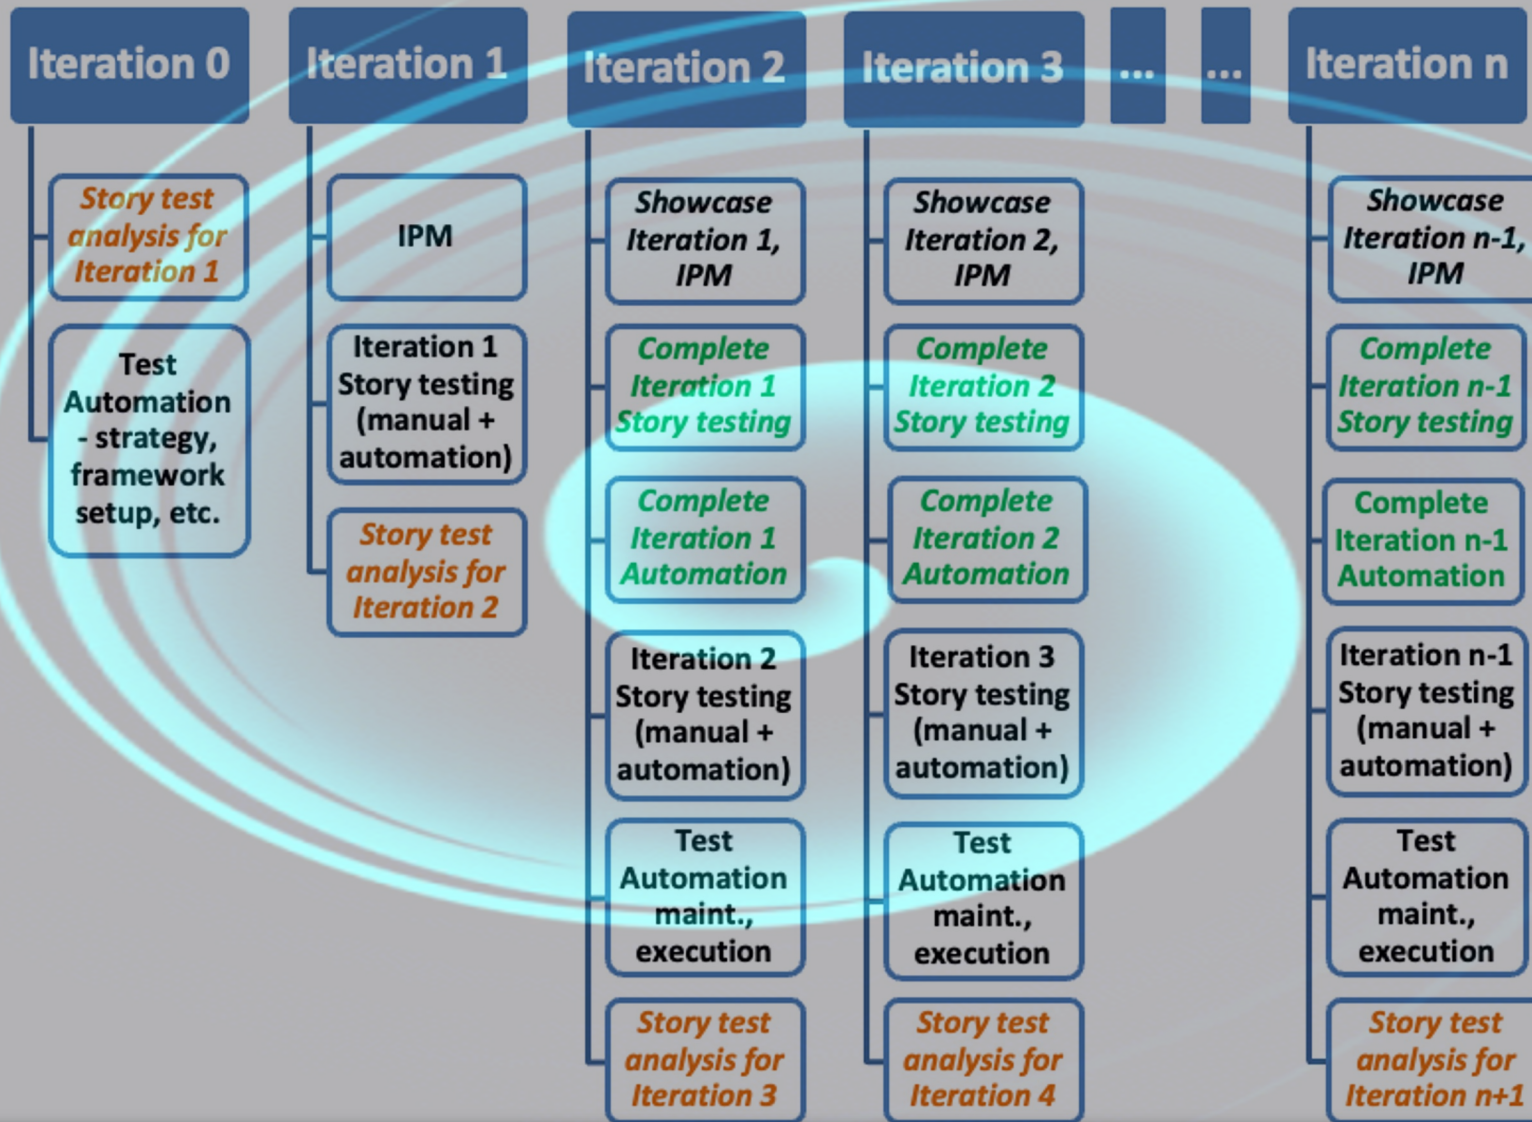 Iteration 0
Story test
analysis for
Iteration 1
Test
Automation
- strategy,
framework
setup, etc.
Iteration 1
IPM
Iteration 1
Story testing
(manual +
automation)
Story test
analysis for
Iteration 2
Iteration 2
Showcase
Iteration 1,
IPM
Complete
Iteration 1
Story testing
Complete
Iteration 1
Automation
Iteration 2
Story testing
(manual +
automation)
Test
Automation
maint.,
execution
Story test
analysis for
Iteration 3
Iteration 3
Showcase
Iteration 2,
IPM
Complete
Iteration 2
Story testing
Complete
Iteration 2
Automation
Iteration 3
Story testing
(manual +
automation)
Test
Automation
maint.,
execution
Story test
analysis for
Iteration 4
...
...
Iteration n
Showcase
Iteration n-1,
IPM
Complete
Iteration n-1
Story testing
Complete
Iteration n-1
Automation
Iteration n-1
Story testing
(manual +
automation)
Test
Automation
maint.,
execution
Story test
analysis for
Iteration n+1